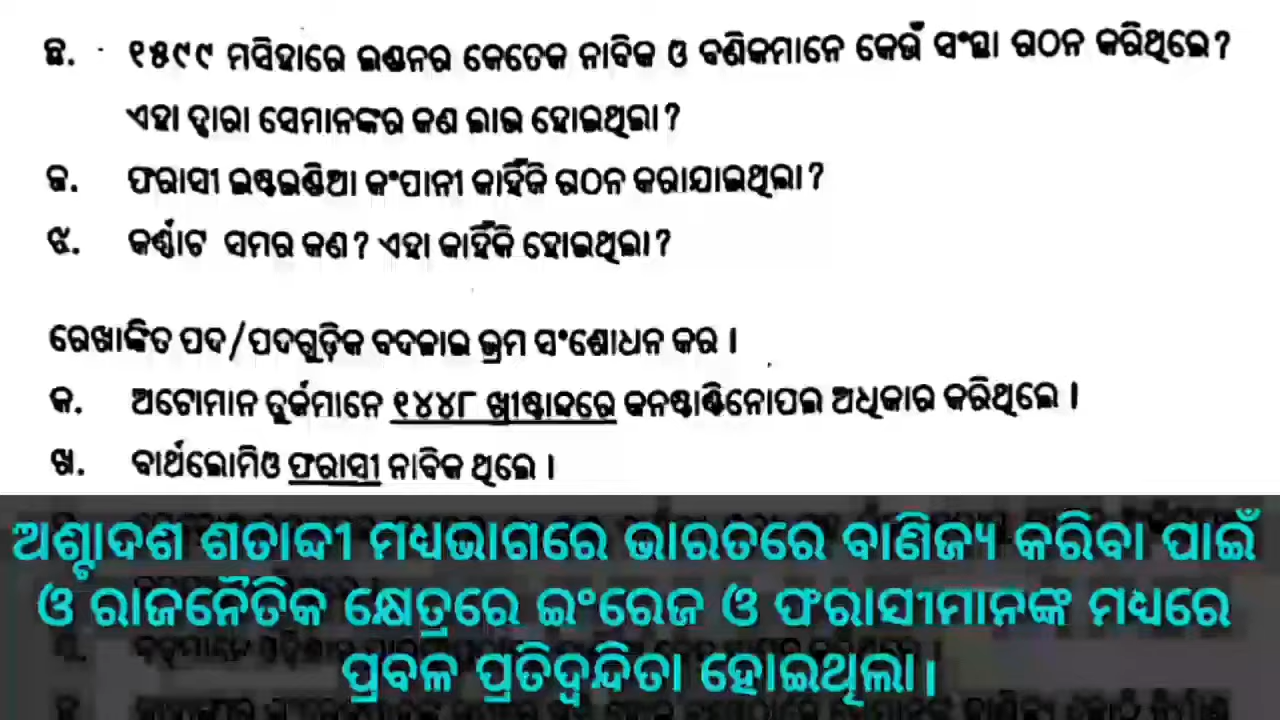 ଛ. ୧୫୯୯ ମସିହାରେ ଇଣ୍ଡନର କେତେକ ନାବିକ ଓ ବଣିକମାନେ କେଉଁ ସଂସ୍ଥା ଗଠନ କରିଥିଲେ?
ଏହା ଦ୍ୱାରା ସେମାନଙ୍କର କଣ ଲାଭ ହୋଇଥିଲା?
ଜ. ଫରାସୀ ଇଷ୍ଟଇଣ୍ଡିଆ କଂପାନୀ କାହିଁକି ଗଠନ କରାଯାଇଥିଲା?
ଝ. କର୍ଣ୍ଣାଟ ସମର କଣ? ଏହା କାହିଁକି ହୋଇଥିଲା?
ରେଖାଙ୍କିତ ପଦ/ପଦଗୁଡ଼ିକ ବଦଳାଇ ଭ୍ରମ ସଂଶୋଧନ କର ।
କ. ଅଟୋମାନ ତୁର୍କମାନେ ୧୪୪୮ ଖ୍ରୀଷ୍ଟାବ୍ଦରେ କନଷ୍ଟାଣ୍ଟିନୋପଲ ଅଧିକାର କରିଥିଲେ ।
ଖ. ବାର୍ଥଲୋମିଓ ଫରାସୀ ନାବିକ ଥିଲେ ।
ଅଷ୍ଟାଦଶ ଶତାବ୍ଦୀ ମଧ୍ୟଭାଗରେ ଭାରତରେ ବାଣିଜ୍ୟ କରିବା ପାଇଁ
ଓ ରାଜନୈତିକ କ୍ଷେତ୍ରରେ ଇଂରେଜ ଓ ଫରାସୀମାନଙ୍କ ମଧ୍ୟରେ
ପ୍ରବଳ ପ୍ରତିଦ୍ୱନ୍ଦିତା ହୋଇଥିଲା।